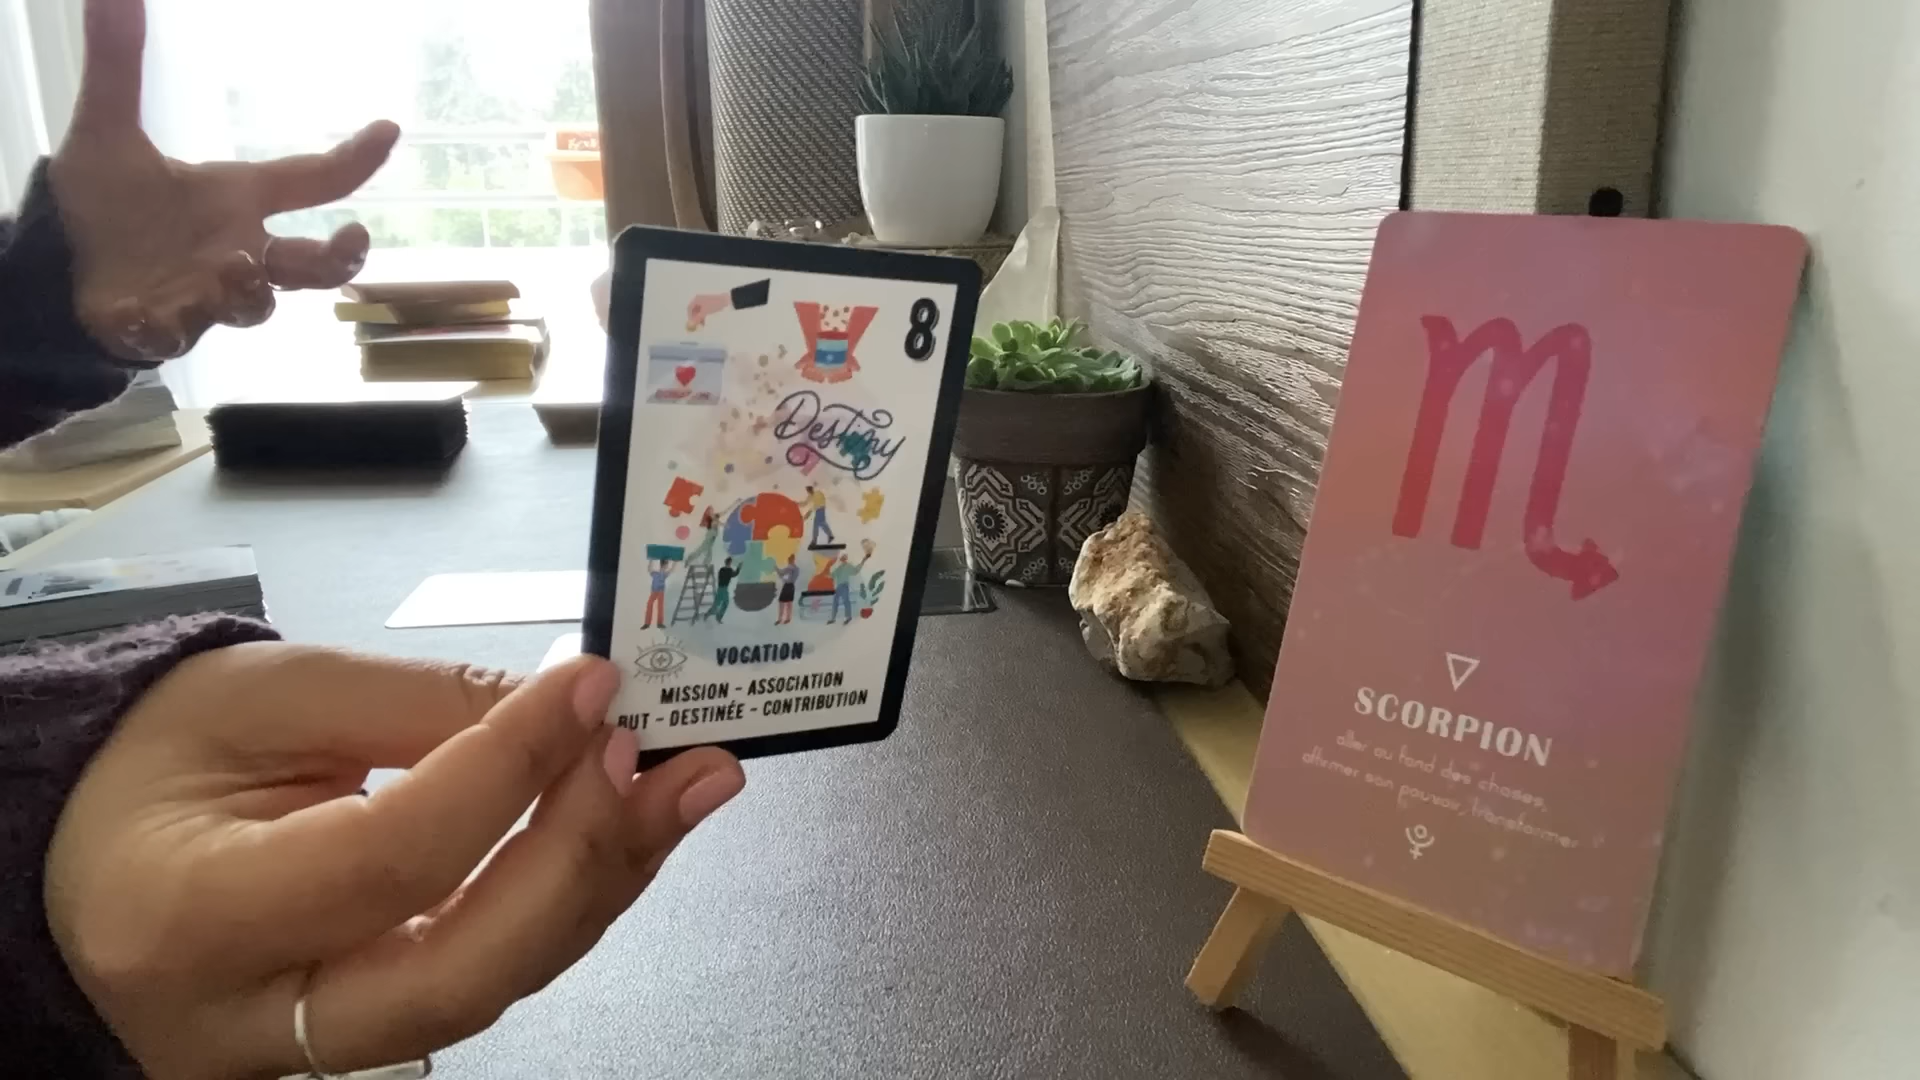 8
Destiny
VOCATION
MISSION - ASSOCIATION
BUT - DESTINÉE - CONTRIBUTION
SCORPION
aller au fond des choses,
affirmer son pouvoir, transformer